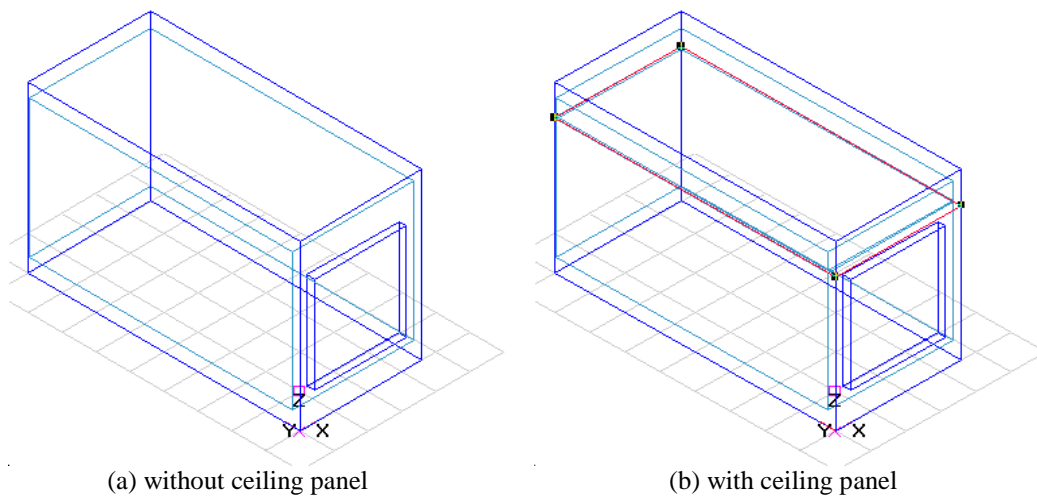 Z
Y X
Z
Y X
(a) without ceiling panel
(b) with ceiling panel